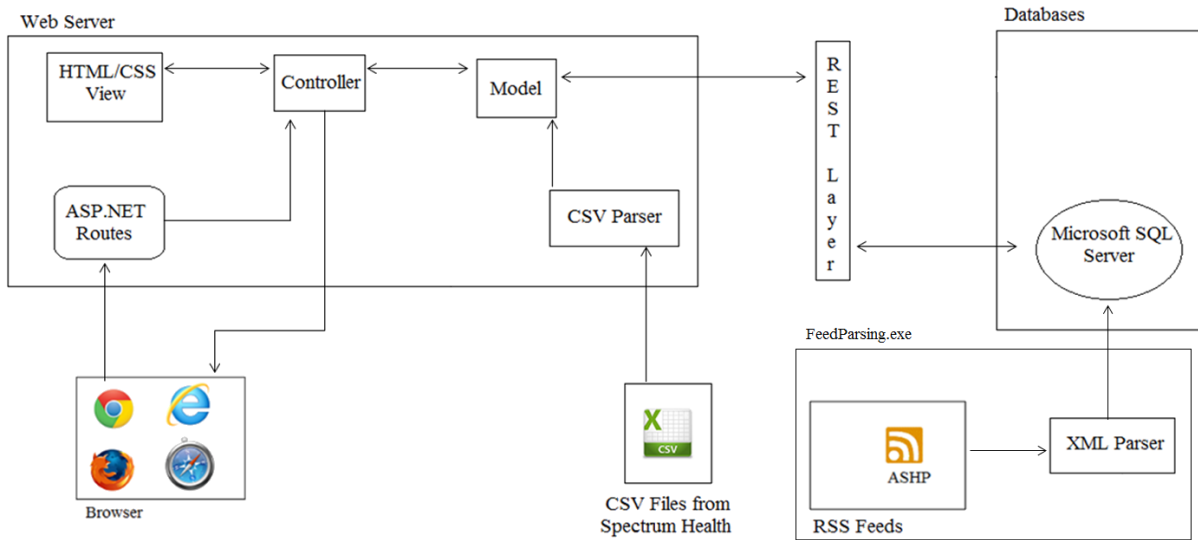 Web Server
Databases
HTML/CSS
View
Controller
Model
R
E
S
T
L
a
y
e
r
ASP.NET
Routes
CSV Parser
Microsoft SQL
Server
FeedParsing.exe
X
CSV
ASHP
XML Parser
RSS Feeds
Browser
CSV Files from
Spectrum Health